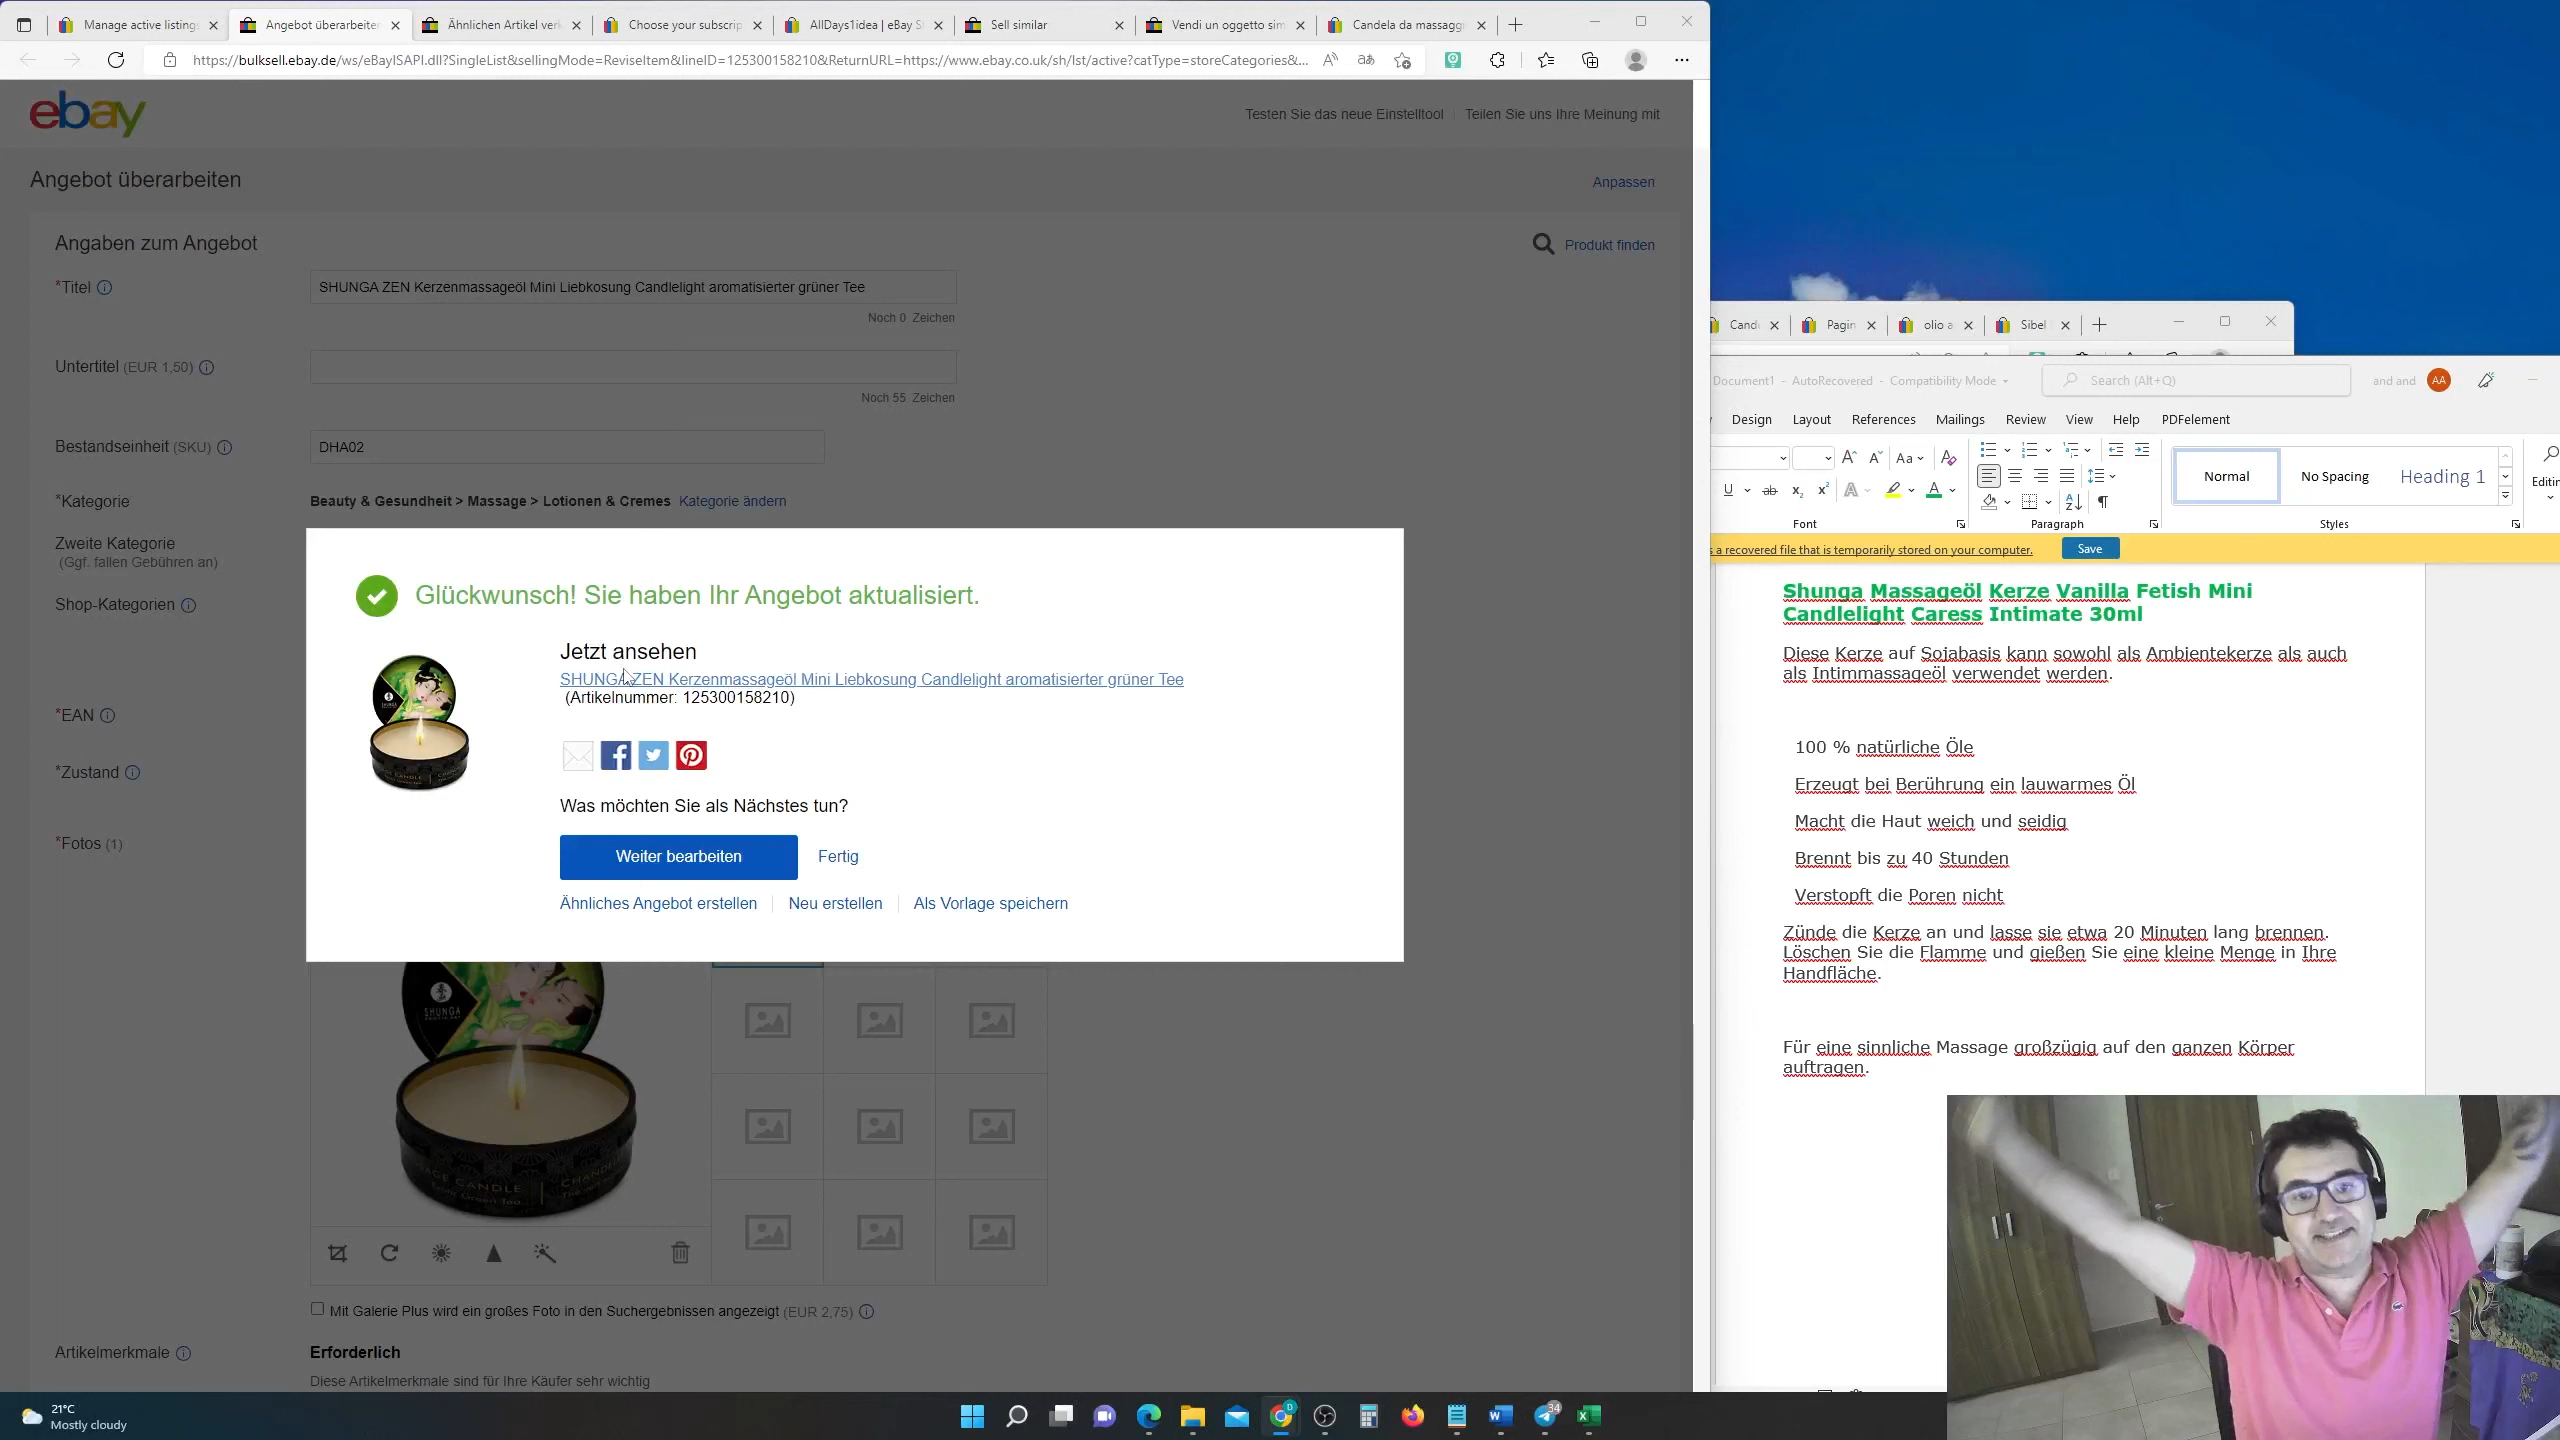 Manage active listings
Angebot überarbeiten
Ähnlichen Artikel ver
Choose your subscrip
AllDays1idea | eBay S
Sell similar
Vendi un oggetto sim
Candela da massaggi
https://bulksell.ebay.de/ws/eBayISAPI.dll?SingleList&sellingMode=ReviseItem&lineID=125300158210&ReturnURL=https://www.ebay.co.uk/sh/lst/active?catType=storeCategories&...
ebay
Testen Sie das neue Einstelltool
Teilen Sie uns Ihre Meinung mit
Angebot überarbeiten
Anpassen
Angaben zum Angebot
Produkt finden
*Titel
SHUNGA ZEN Kerzenmassageöl Mini Liebkosung Candlelight aromatisierter grüner Tee
Noch 0 Zeichen
Untertitel (EUR 1,50)
Noch 55 Zeichen
Bestandseinheit (SKU)
DHA02
*Kategorie
Beauty & Gesundheit > Massage > Lotionen & Cremes Kategorie ändern
Zweite Kategorie
(Ggf. fallen Gebühren an)
Shop-Kategorien
*EAN
*Zustand
*Fotos (1)
Glückwunsch! Sie haben Ihr Angebot aktualisiert.
Jetzt ansehen
SHUNGA ZEN Kerzenmassageöl Mini Liebkosung Candlelight aromatisierter grüner Tee
(Artikelnummer: 125300158210)
Was möchten Sie als Nächstes tun?
Weiter bearbeiten
Fertig
Ähnliches Angebot erstellen
Neu erstellen
Als Vorlage speichern
SHUNGA
Mit Galerie Plus wird ein großes Foto in den Suchergebnissen angezeigt (EUR 2,75)
Artikelmerkmale
Erforderlich
Diese Artikelmerkmale sind für Ihre Käufer sehr wichtig
Cand
Pagin
olio a
Sibel
Document1 - AutoRecovered - Compatibility Mode
Search (Alt+Q)
and and
AA
Design
Layout
References
Mailings
Review
View
Help
PDFelement
Normal
No Spacing
Heading 1
Editin
Font
Paragraph
Styles
s a recovered file that is temporarily stored on your computer.
Save
Shunga Massageöl Kerze Vanilla Fetish Mini
Candlelight Caress Intimate 30ml
Diese Kerze auf Sojabasis kann sowohl als Ambientekerze als auch
als Intimmassageöl verwendet werden.
100 % natürliche Öle
Erzeugt bei Berührung ein lauwarmes Öl
Macht die Haut weich und seidig
Brennt bis zu 40 Stunden
Verstopft die Poren nicht
Zünde die Kerze an und lasse sie etwa 20 Minuten lang brennen.
Löschen Sie die Flamme und gießen Sie eine kleine Menge in Ihre
Handfläche.
Für eine sinnliche Massage großzügig auf den ganzen Körper
auftragen.
21°C
Mostly cloudy
34